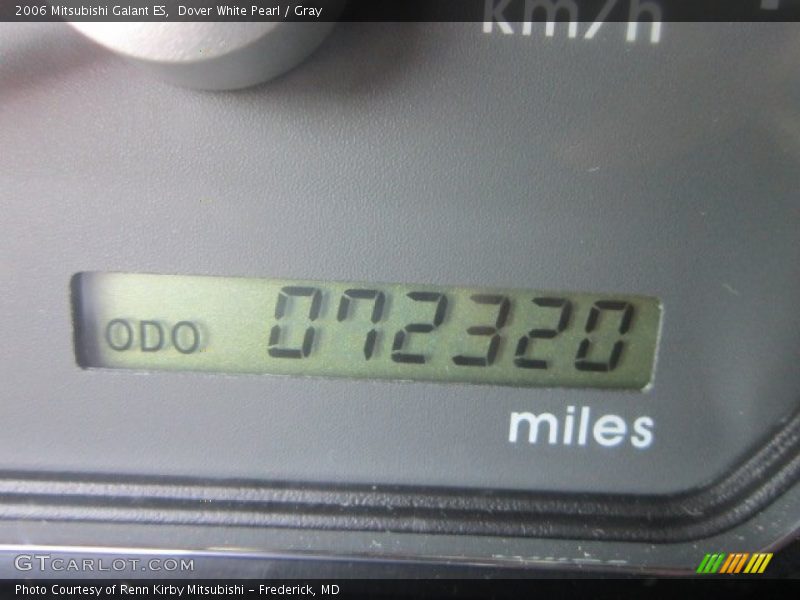 2006 Mitsubishi Galant ES, Dover White Pearl / Gray
km/h
ODO 072320
miles
GTCARLOT.COM
Photo Courtesy of Renn Kirby Mitsubishi - Frederick, MD